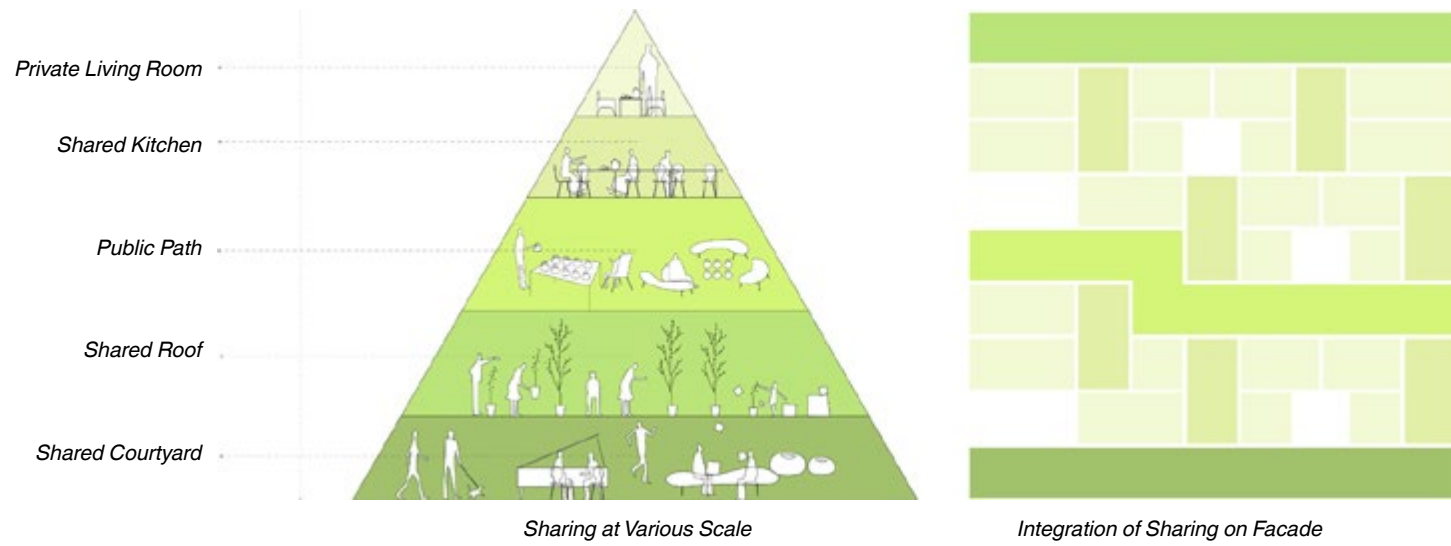 Private Living Room
Shared Kitchen
Public Path
Shared Roof
Shared Courtyard
Sharing at Various Scale
Integration of Sharing on Facade